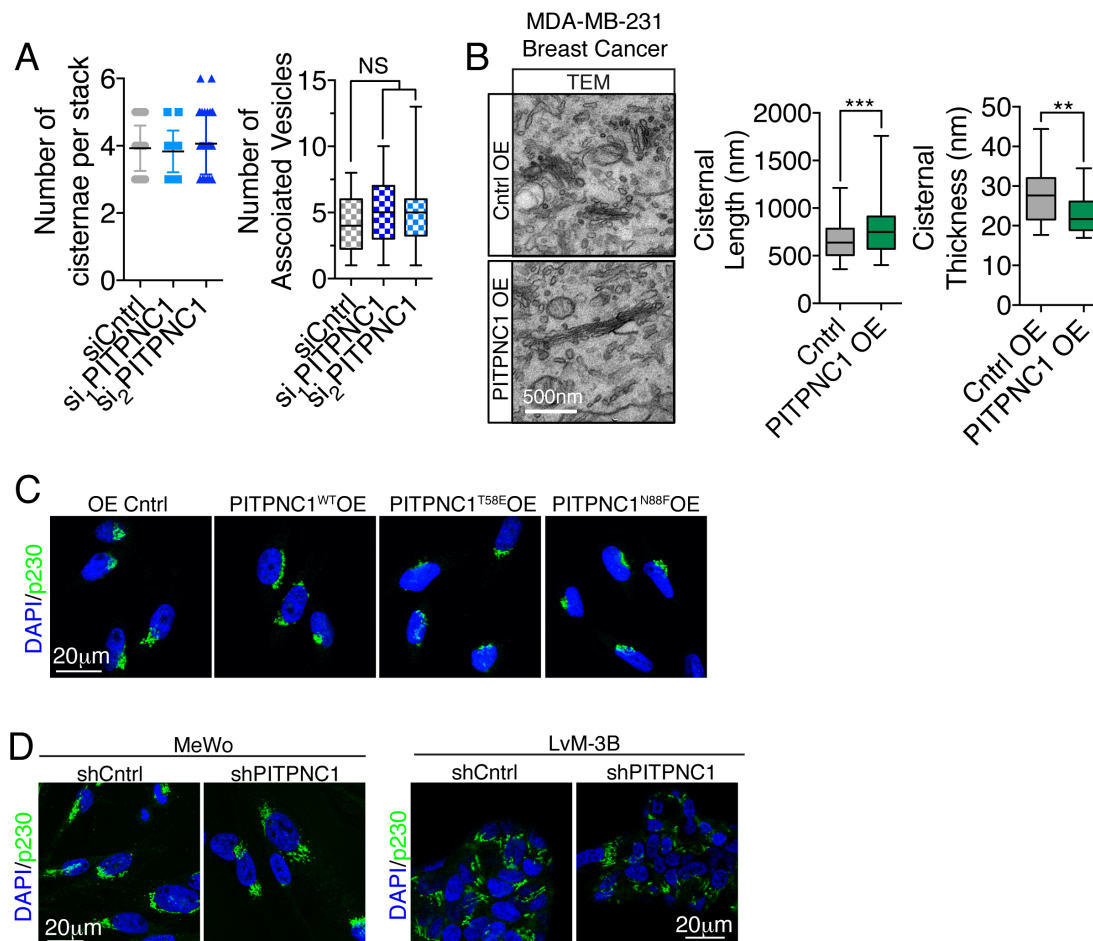 A
Number of
cisternae per stack
6
4
2
0
siCntrl
si1PITPNC1
si2PITPNC1
Number of
Asscoiated Vesicles
15
10
5
0
NS
siCntrl
si1PITPNC1
si2PITPNC1
B
MDA-MB-231
Breast Cancer
TEM
Cntrl OE
PITPNC1 OE
500nm
Cisternal
Length (nm)
2000
1500
1000
500
0
***
Cntrl
PITPNC1 OE
Cisternal
Thickness (nm)
50
40
30
20
10
0
**
Cntrl OE
PITPNC1 OE
C
OE Cntrl
PITPNC1WTOE
PITPNC1T58EOE
PITPNC1N88FOE
DAPI/p230
20μm
D
MeWo
shCntrl
shPITPNC1
DAPI/p230
20μm
LvM-3B
shCntrl
shPITPNC1
DAPI/p230
20μm